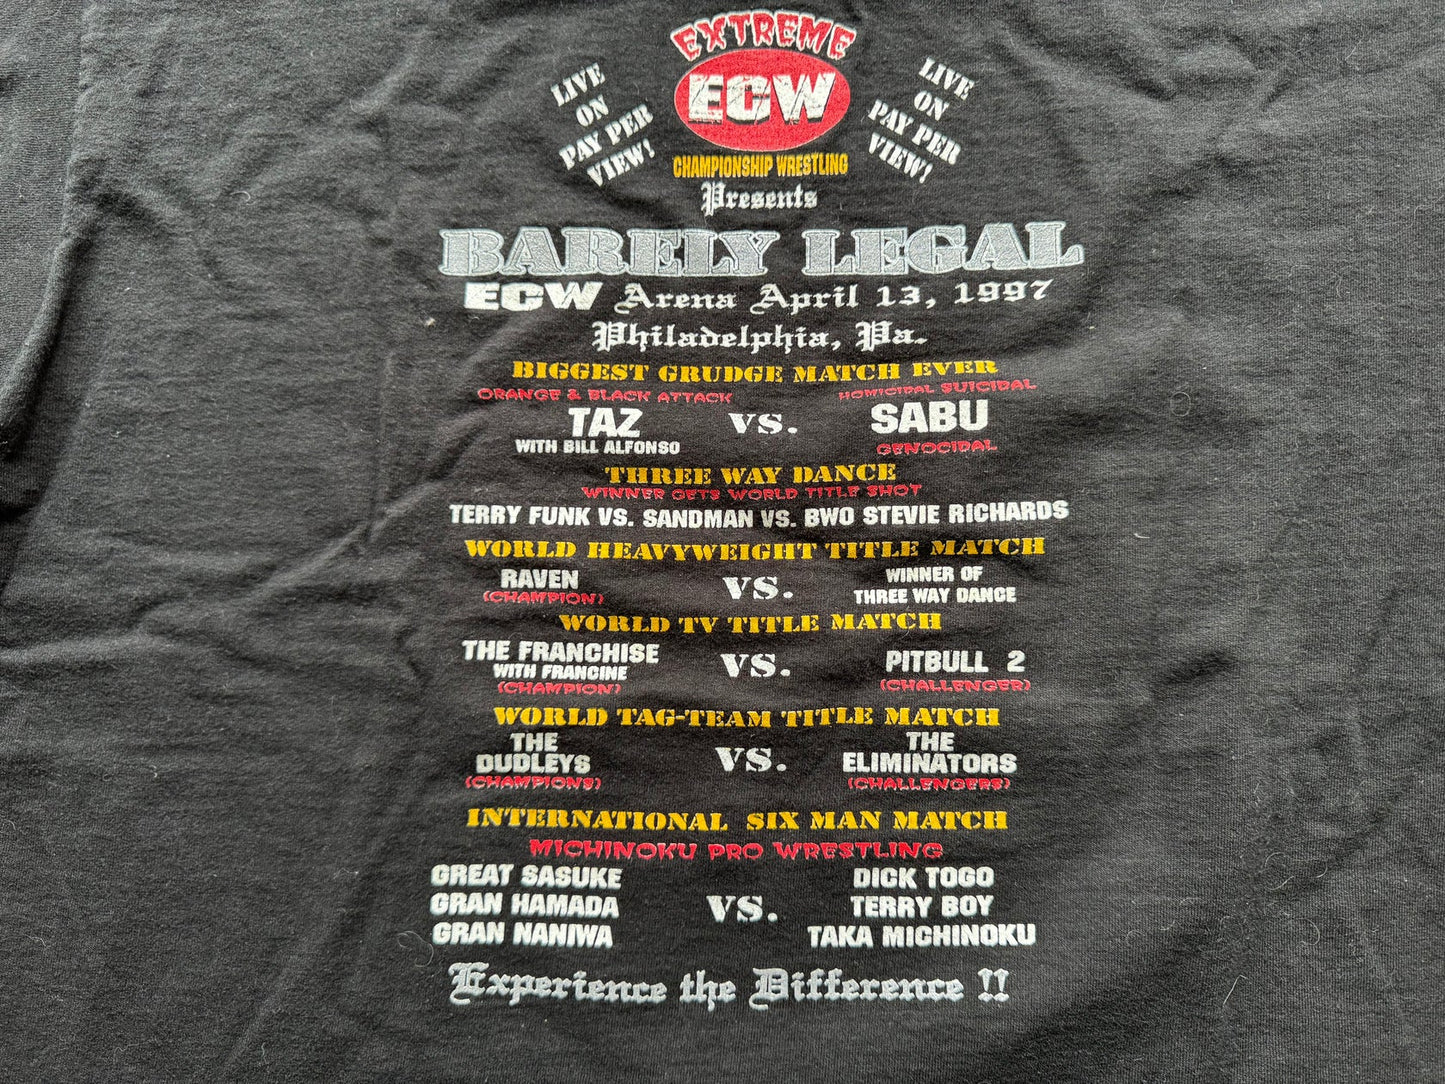 EXTREME
ECW
CHAMPIONSHIP WRESTLING
LIVE
ON
PAY PER
VIEW!
LIVE
ON
PAY PER
VIEW!
Presents
BARELY LEGAL
ECW Arena April 13, 1997
Philadelphia, Pa.
BIGGEST GRUDGE MATCH EVER
ORANGE & BLACK ATTACK HOMICIDAL SUICIDAL
TAZ VS. SABU
WITH BILL ALFONSO GENOCIDAL
THREE WAY DANCE
WINNER GETS WORLD TITLE SHOT
TERRY FUNK VS. SANDMAN VS. BWO STEVIE RICHARDS
WORLD HEAVYWEIGHT TITLE MATCH
RAVEN VS. WINNER OF
(CHAMPION) THREE WAY DANCE
WORLD TV TITLE MATCH
THE FRANCHISE VS. PITBULL 2
WITH FRANCINE
(CHAMPION) (CHALLENGER)
WORLD TAG-TEAM TITLE MATCH
THE VS. THE
DUDLEYS ELIMINATORS
(CHAMPIONS) (CHALLENGERS)
INTERNATIONAL SIX MAN MATCH
MICHINOKU PRO WRESTLING
GREAT SASUKE DICK TOGO
GRAN HAMADA VS. TERRY BOY
GRAN NANIWA TAKA MICHINOKU
Experience the Difference !!